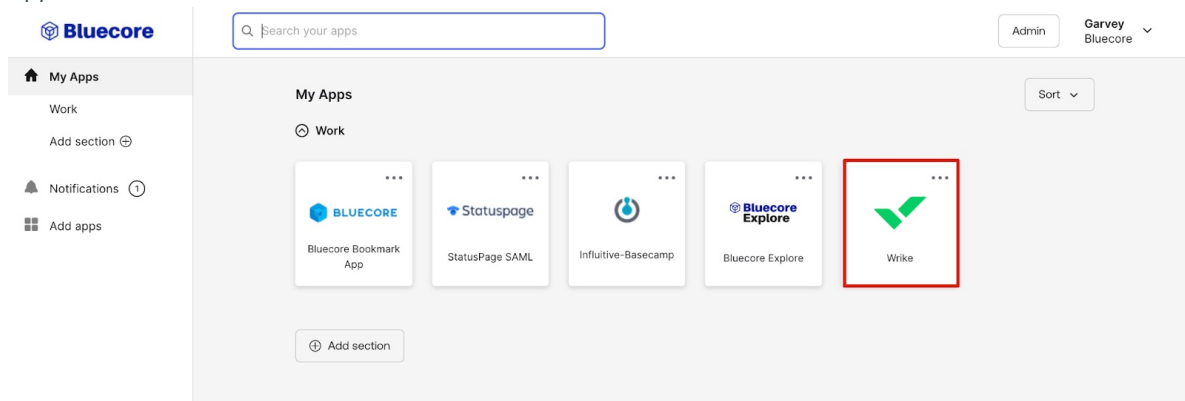 Bluecore
Search your apps
Admin
Garvey
Bluecore
My Apps
Work
Add section
Notifications 1
Add apps
My Apps
Sort
Work
BLUECORE
Bluecore Bookmark
App
Statuspage
StatusPage SAML
Influitive-Basecamp
Bluecore
Explore
Bluecore Explore
Wrike
Add section